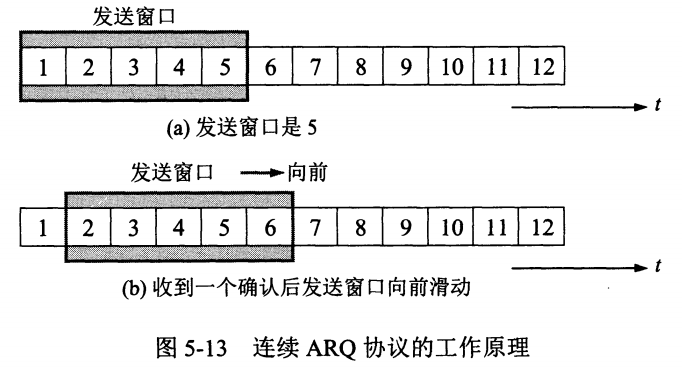 发送窗口
1 2 3 4 5 6 7 8 9 10 11 12
t
(a) 发送窗口是 5
发送窗口 向前
1 2 3 4 5 6 7 8 9 10 11 12
t
(b) 收到一个确认后发送窗口向前滑动
图 5-13 连续 ARQ 协议的工作原理